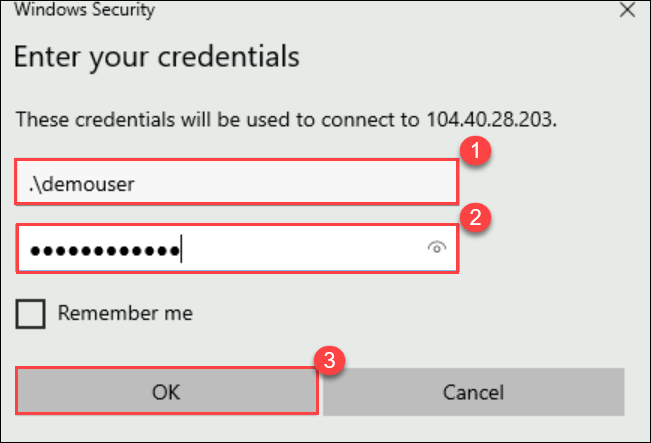 Windows Security
Enter your credentials
These credentials will be used to connect to 104.40.28.203.
1
.\demouser
2
●●●●●●●●●●●●
Remember me
3
OK
Cancel